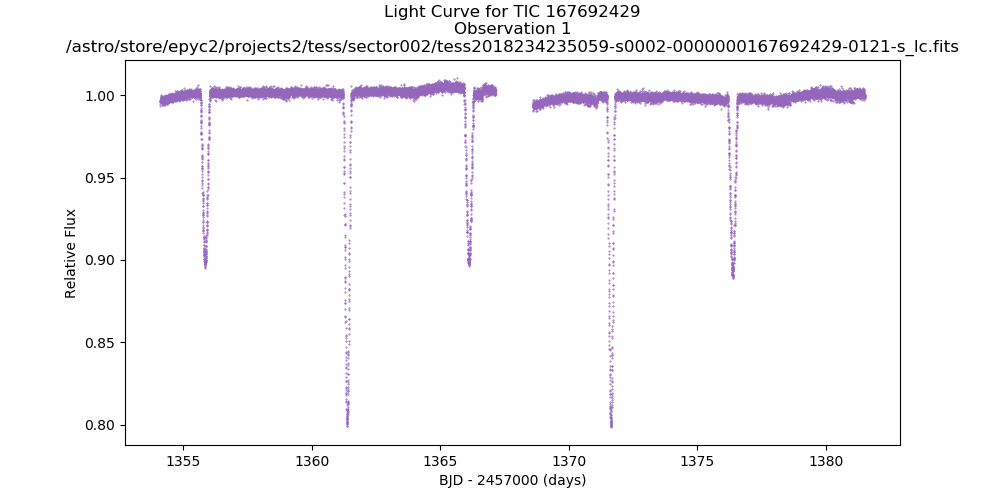 Light Curve for TIC 167692429
Observation 1
/astro/store/epyc2/projects2/tess/sector002/tess2018234235059-s0002-0000000167692429-0121-s_lc.fits
1.00
0.95
0.90
0.85
0.80
Relative Flux
1355
1360
1365
1370
1375
1380
BJD - 2457000 (days)